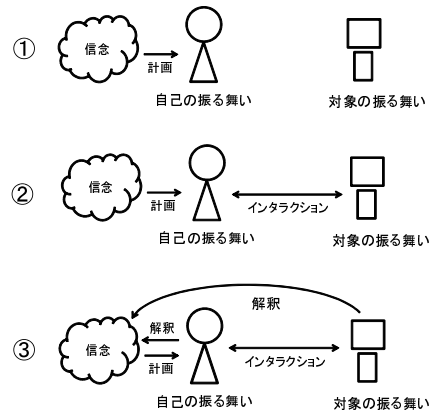 ①
信念
計画
自己の振る舞い
対象の振る舞い
②
信念
計画
インタラクション
自己の振る舞い
対象の振る舞い
③
解釈
信念
解釈
計画
インタラクション
自己の振る舞い
対象の振る舞い